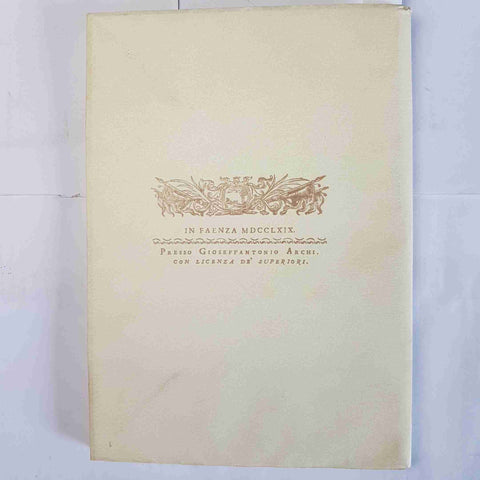 IN FAENZA MDCCLXIX.
PRESSO GIOSEFFANTONIO ARCHI.
CON LICENZA DE' SUPERIORI.